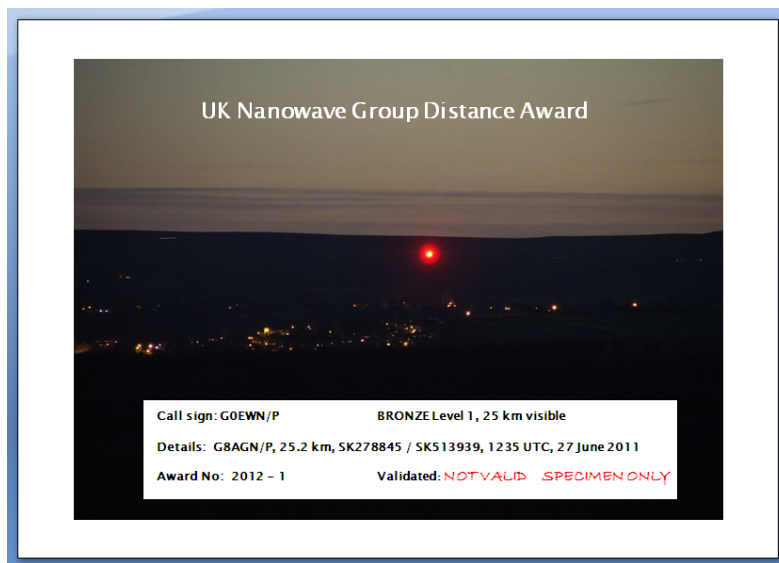 UK Nanowave Group Distance Award
Call sign: G0EWN/P BRONZE Level 1, 25 km visible
Details: G8AGN/P, 25.2 km, SK278845 / SK513939, 1235 UTC, 27 June 2011
Award No: 2012 – 1 Validated: NOT VALID SPECIMEN ONLY